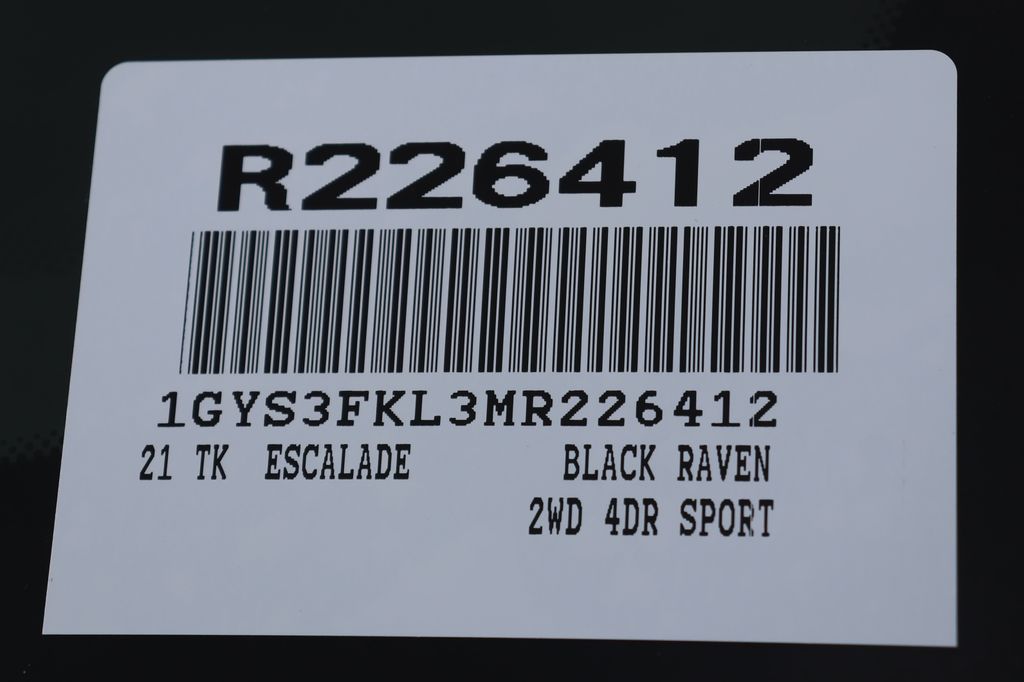 R226412
1GYS3FKL3MR226412
21 TK ESCALADE BLACK RAVEN
2WD 4DR SPORT